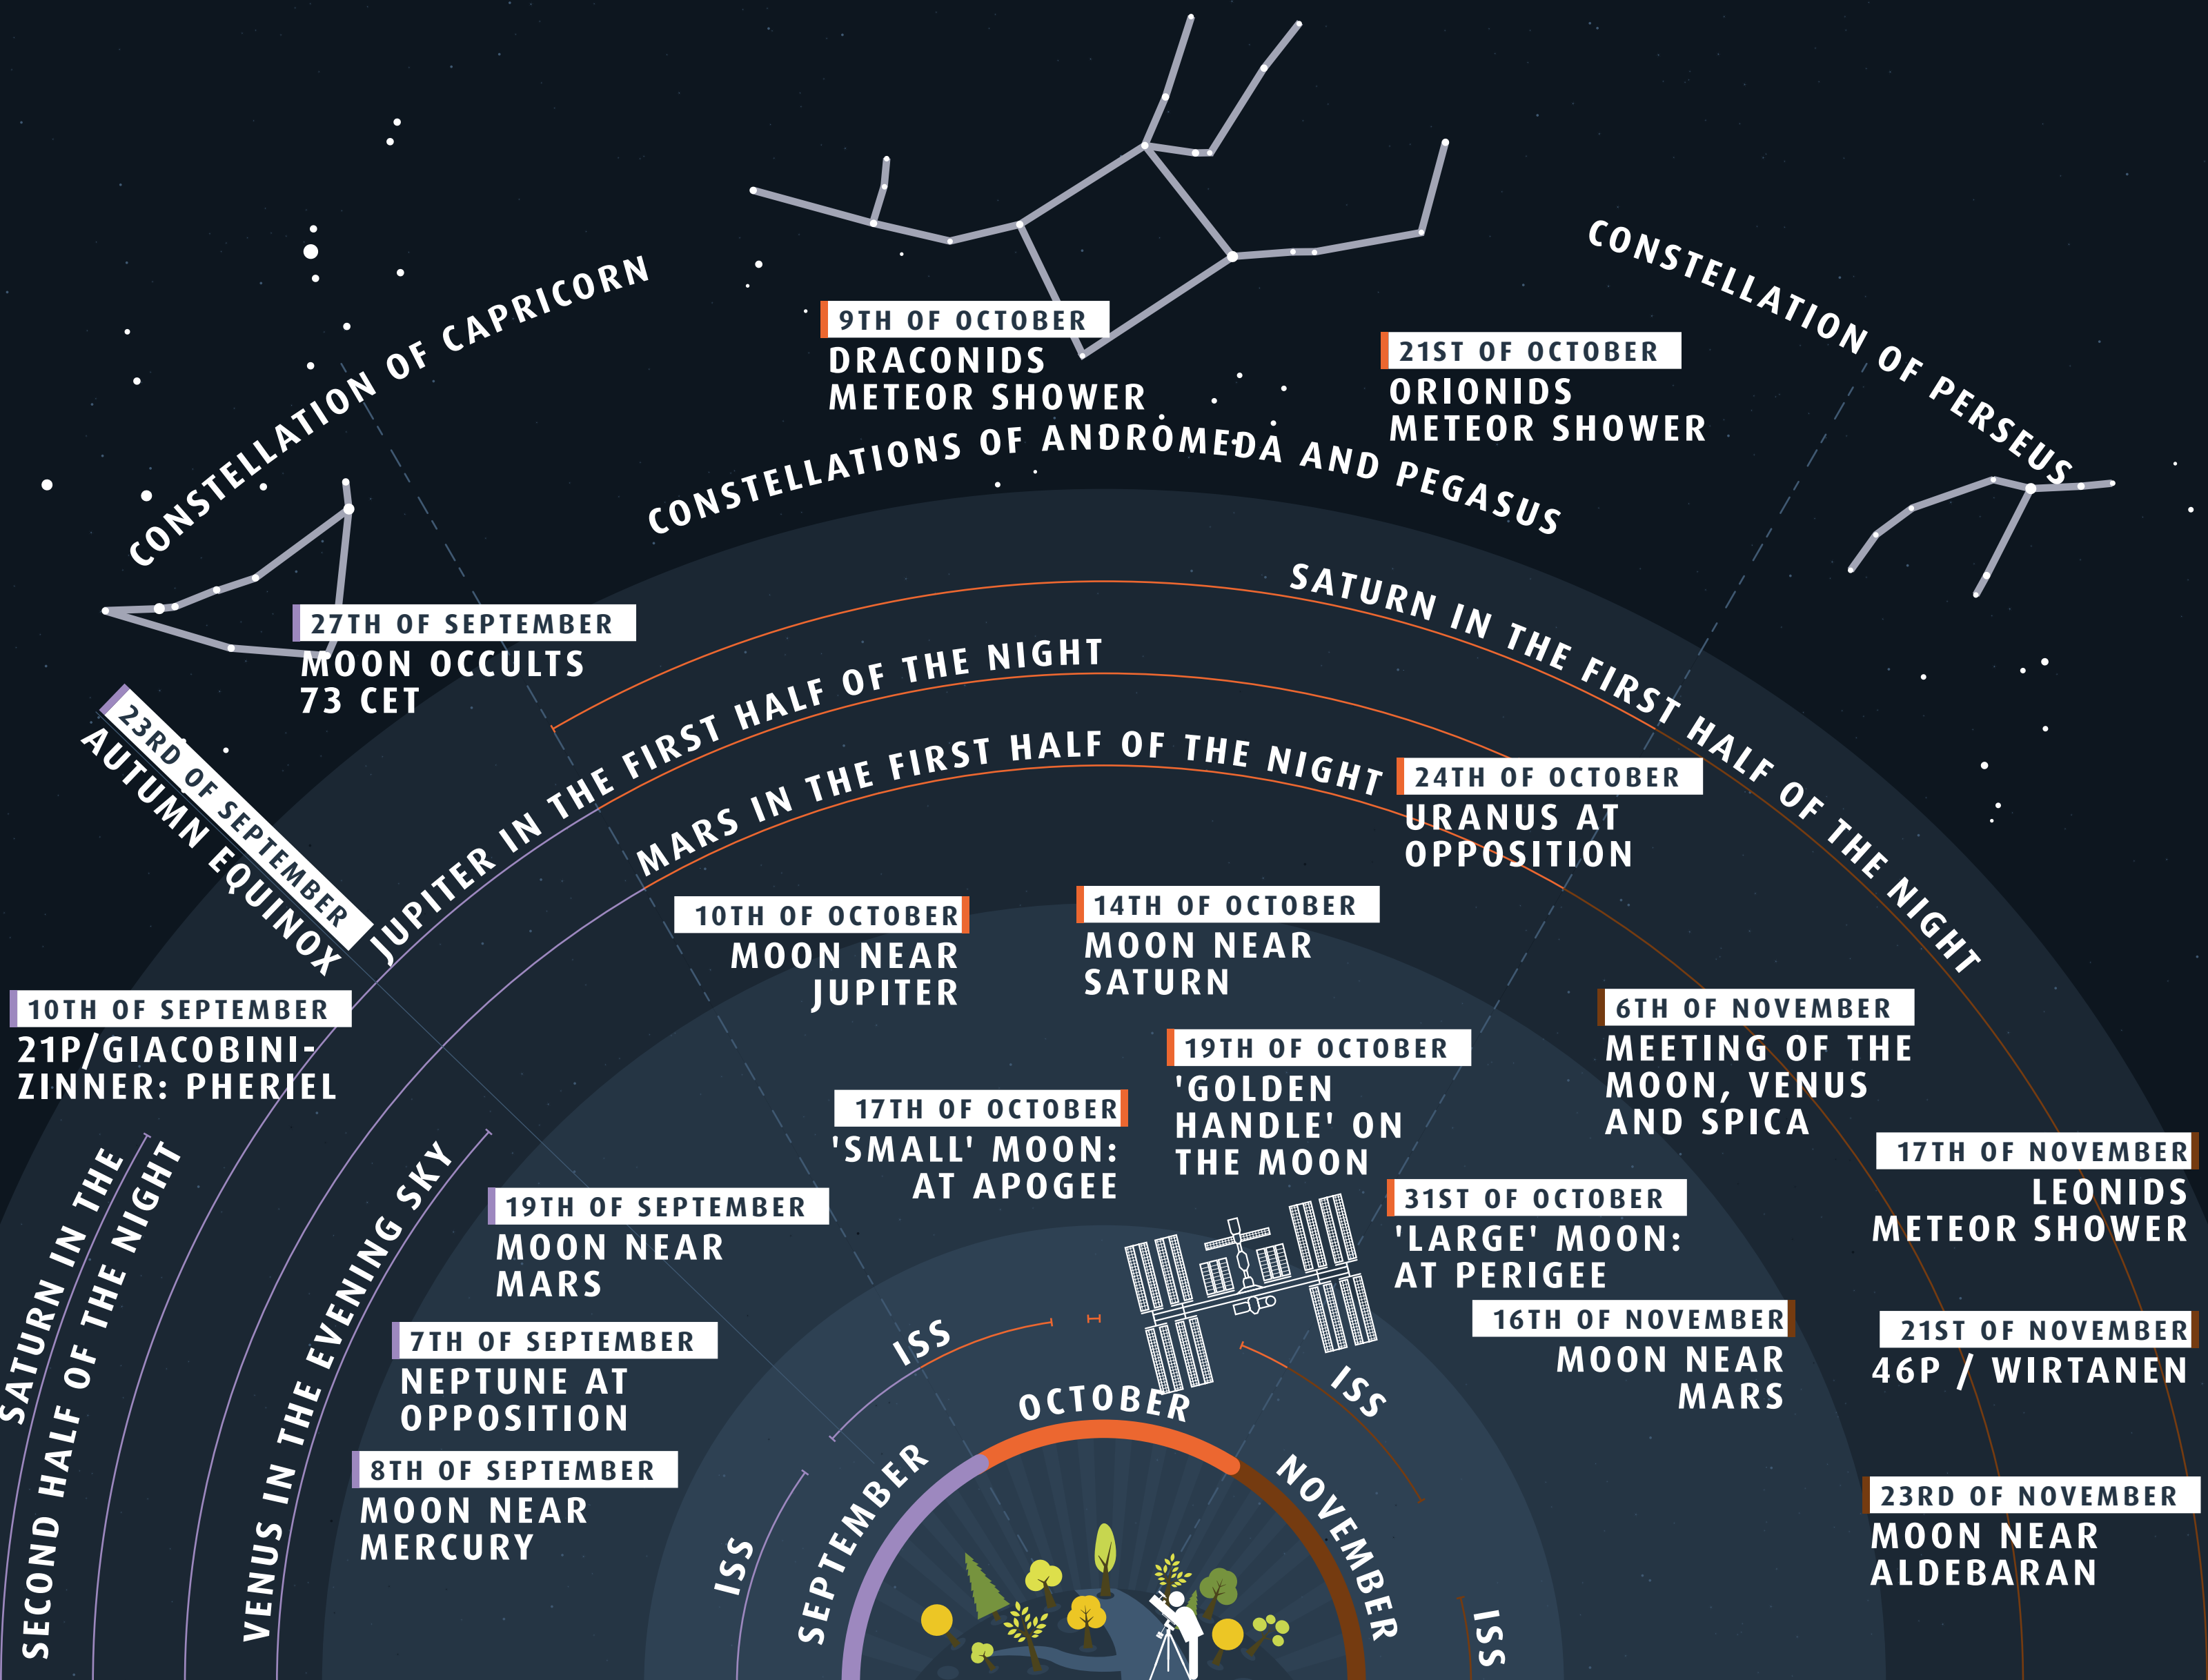 CONSTELLATION OF CAPRICORN
CONSTELLATION OF PERSEUS
9TH OF OCTOBER
DRACONIDS
METEOR SHOWER
21ST OF OCTOBER
ORIONIDS
METEOR SHOWER
CONSTELLATIONS OF ANDROMEDA AND PEGASUS
27TH OF SEPTEMBER
MOON OCCULTS
73 CET
SATURN IN THE FIRST HALF OF THE NIGHT
JUPITER IN THE FIRST HALF OF THE NIGHT
MARS IN THE FIRST HALF OF THE NIGHT
23RD OF SEPTEMBER
AUTUMN EQUINOX
24TH OF OCTOBER
URANUS AT
OPPOSITION
10TH OF OCTOBER
MOON NEAR
JUPITER
14TH OF OCTOBER
MOON NEAR
SATURN
10TH OF SEPTEMBER
21P/GIACOBINI-
ZINNER: PHERIEL
6TH OF NOVEMBER
MEETING OF THE
MOON, VENUS
AND SPICA
19TH OF OCTOBER
'GOLDEN
HANDLE' ON
THE MOON
17TH OF OCTOBER
'SMALL' MOON:
AT APOGEE
17TH OF NOVEMBER
LEONIDS
METEOR SHOWER
SATURN IN THE
SECOND HALF OF THE NIGHT
VENUS IN THE EVENING SKY
19TH OF SEPTEMBER
MOON NEAR
MARS
31ST OF OCTOBER
'LARGE' MOON:
AT PERIGEE
16TH OF NOVEMBER
MOON NEAR
MARS
21ST OF NOVEMBER
46P / WIRTANEN
7TH OF SEPTEMBER
NEPTUNE AT
OPPOSITION
8TH OF SEPTEMBER
MOON NEAR
MERCURY
23RD OF NOVEMBER
MOON NEAR
ALDEBARAN
ISS
ISS
ISS
ISS
SEPTEMBER
OCTOBER
NOVEMBER